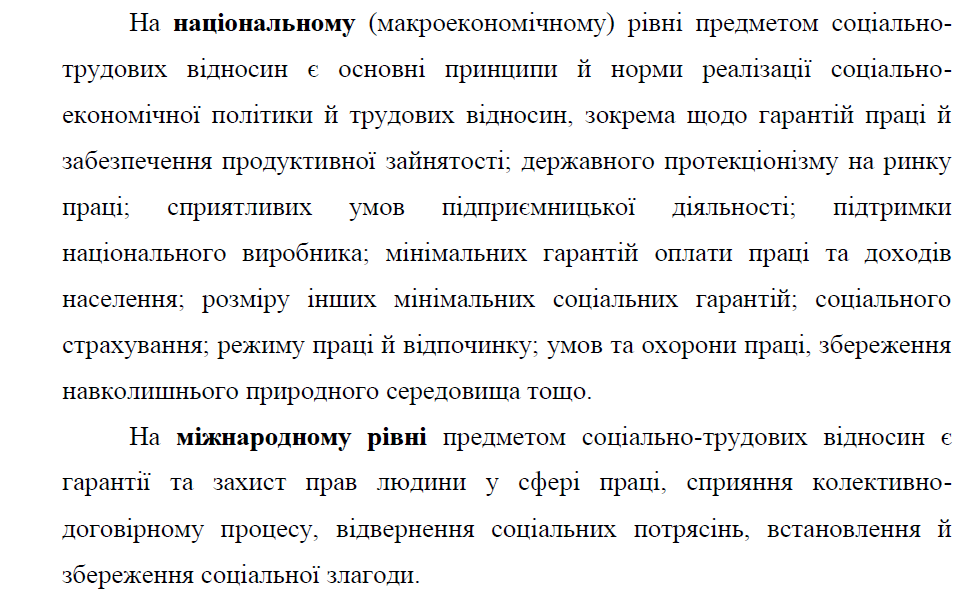 На національному (макроекономічному) рівні предметом соціально-
трудових відносин є основні принципи й норми реалізації соціально-
економічної політики й трудових відносин, зокрема щодо гарантій праці й
забезпечення продуктивної зайнятості; державного протекціонізму на ринку
праці; сприятливих умов підприємницької діяльності; підтримки
національного виробника; мінімальних гарантій оплати праці та доходів
населення; розміру інших мінімальних соціальних гарантій; соціального
страхування; режиму праці й відпочинку; умов та охорони праці, збереження
навколишнього природного середовища тощо.
На міжнародному рівні предметом соціально-трудових відносин є
гарантії та захист прав людини у сфері праці, сприяння колективно-
договірному процесу, відвернення соціальних потрясінь, встановлення й
збереження соціальної злагоди.